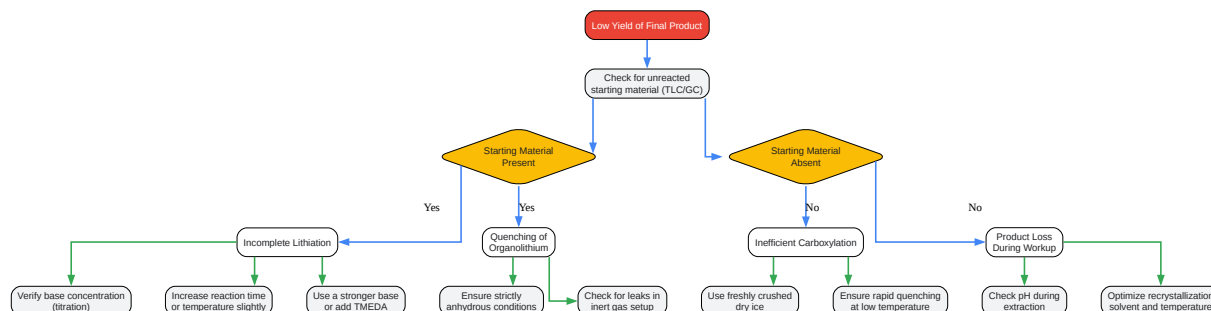 Low Yield of Final Product
Check for unreacted
starting material (TLC/GC)
Starting Material
Present
Starting Material
Absent
Yes
Yes
No
No
Incomplete Lithiation
Quenching of
Organolithium
Inefficient Carboxylation
Product Loss
During Workup
Verify base concentration
(titration)
Increase reaction time
or temperature slightly
Use a stronger base
or add TMEDA
Ensure strictly
anhydrous conditions
Check for leaks in
inert gas setup
Use freshly crushed
dry ice
Ensure rapid quenching
at low temperature
Check pH during
extraction
Optimize recrystallization
solvent and temperature